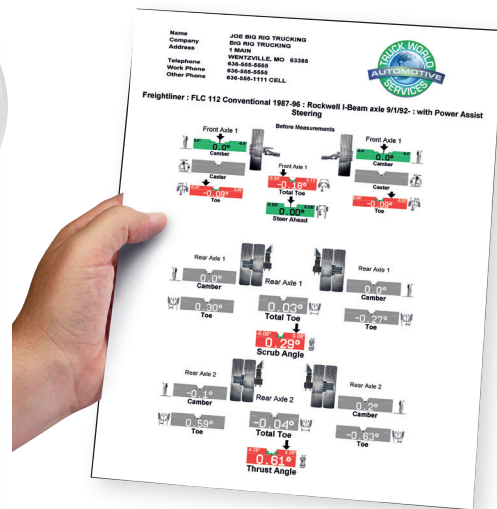 Name JOE BIG RIG TRUCKING
Company BIG RIG TRUCKING
Address 1 MAIN
WENTZVILLE, MO 63385
Telephone 636-555-5555
Work Phone 636-555-5555
Other Phone 636-555-1111 CELL
TRUCK WORLD
AUTOMOTIVE
SERVICES
Freightliner : FLC 112 Conventional 1987-96 : Rockwell I-Beam axle 9/1/92- : with Power Assist
Steering
Before Measurements
Front Axle 1
Front Axle 1
Front Axle 1
0.0°
Camber
0.0°
Camber
Caster
-0.18°
Total Toe
Caster
-0.09°
Toe
0.00°
Steer Ahead
-0.09°
Toe
Rear Axle 1
Rear Axle 1
Rear Axle 1
0.0°
Camber
0.0°
Camber
0.30°
Toe
0.03°
Total Toe
-0.27°
Toe
0.29°
Scrub Angle
Rear Axle 2
Rear Axle 2
Rear Axle 2
-0.1°
Camber
0.2°
Camber
0.59°
Toe
-0.04°
Total Toe
-0.63°
Toe
0.61°
Thrust Angle